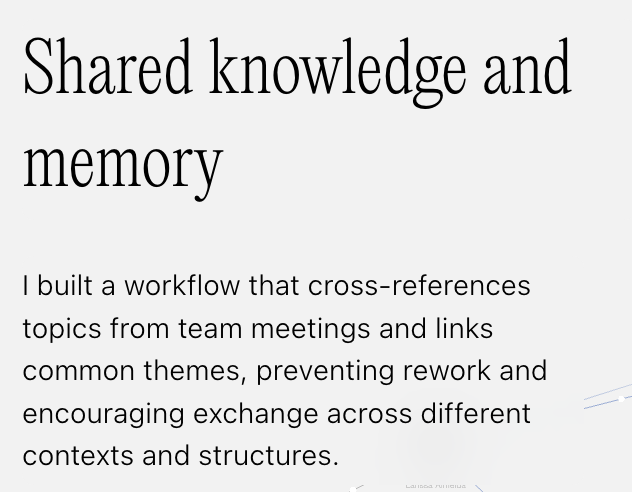 Shared knowledge and
memory
I built a workflow that cross-references
topics from team meetings and links
common themes, preventing rework and
encouraging exchange across different
contexts and structures.